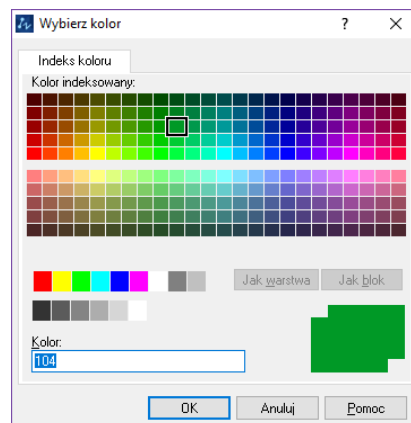 Wybierz kolor
?
Indeks koloru
Kolor indeksowany:
Jak warstwa
Jak blok
Kolor:
104
OK
Anuluj
Pomoc